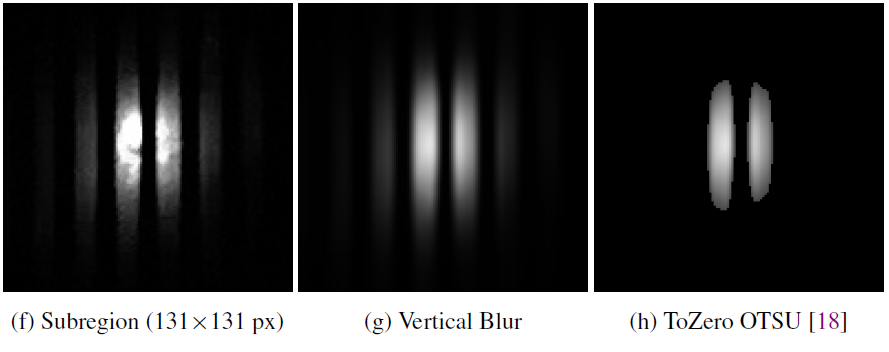 (f) Subregion (131×131 px)
(g) Vertical Blur
(h) ToZero OTSU [18]